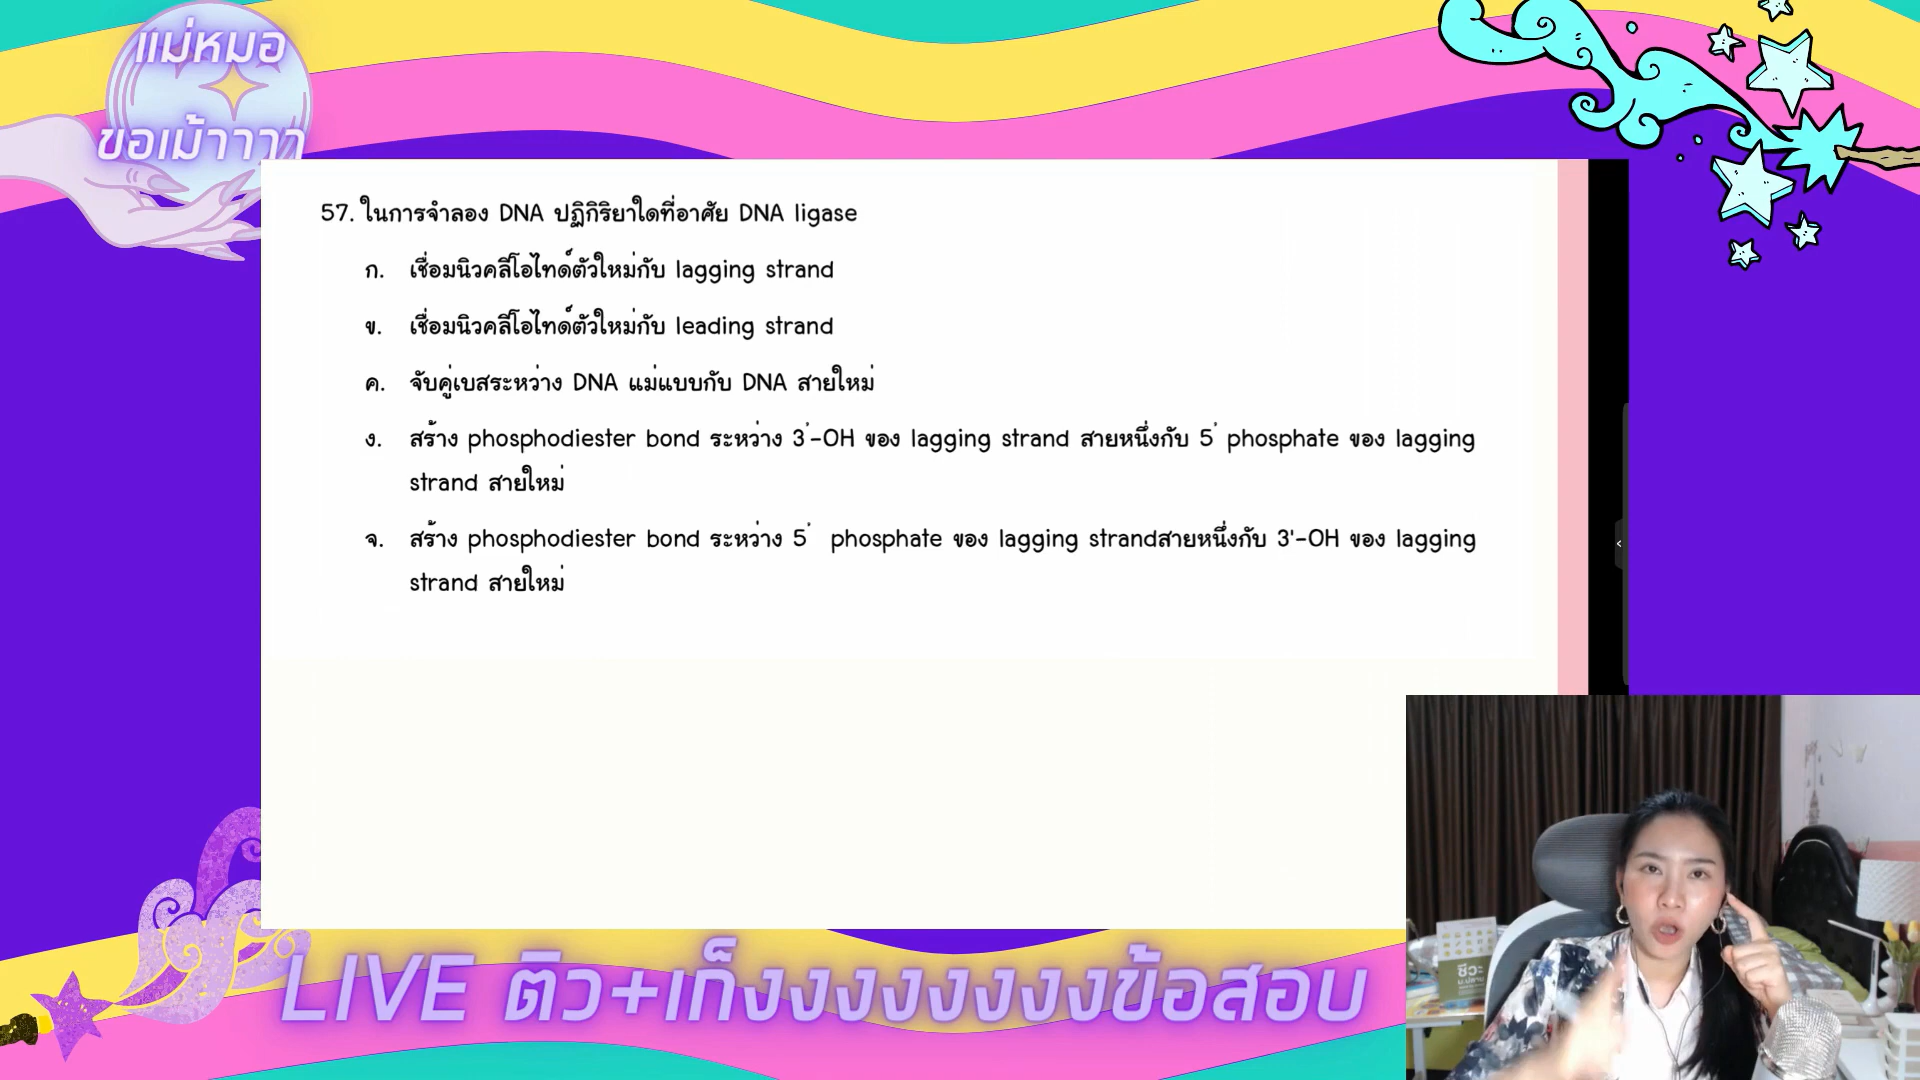 แม่หมอ
ขอเม้าาาา
57. ในการจำลอง DNA ปฏิกิริยาใดที่อาศัย DNA ligase
ก. เชื่อมนิวคลีโอไทด์ตัวใหม่กับ lagging strand
ข. เชื่อมนิวคลีโอไทด์ตัวใหม่กับ leading strand
ค. จับคู่เบสระหว่าง DNA แม่แบบกับ DNA สายใหม่
ง. สร้าง phosphodiester bond ระหว่าง 3'-OH ของ lagging strand สายหนึ่งกับ 5' phosphate ของ lagging
strand สายใหม่
จ. สร้าง phosphodiester bond ระหว่าง 5' phosphate ของ lagging strandสายหนึ่งกับ 3'-OH ของ lagging
strand สายใหม่
ชีวะ
LIVE ติว+เก็งงงงงงงงงข้อสอบ